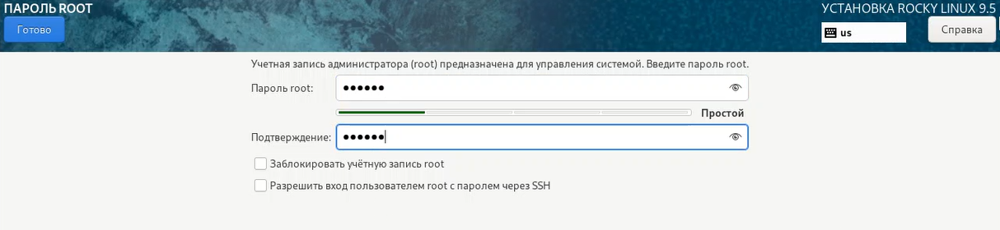 ПАРОЛЬ ROOT
УСТАНОВКА ROCKY LINUX 9.5
Готово
us
Справка
Учетная запись администратора (root) предназначена для управления системой. Введите пароль root.
Пароль root: ●●●●●●
Простой
Подтверждение: ●●●●●●
Заблокировать учётную запись root
Разрешить вход пользователем root с паролем через SSH